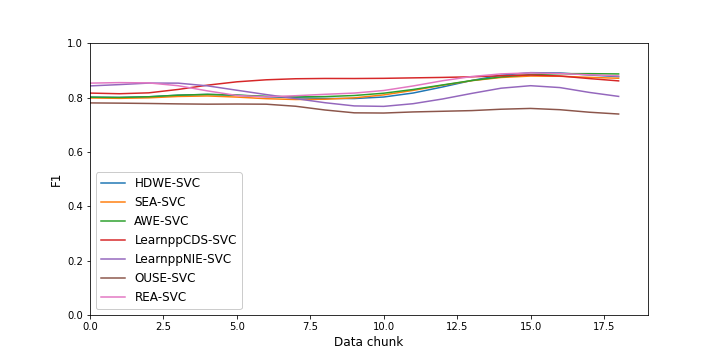 1.0
0.8
0.6
0.4
0.2
0.0
F1
HDWE-SVC
SEA-SVC
AWE-SVC
LearnppCDS-SVC
LearnppNIE-SVC
OUSE-SVC
REA-SVC
0.0 2.5 5.0 7.5 10.0 12.5 15.0 17.5
Data chunk